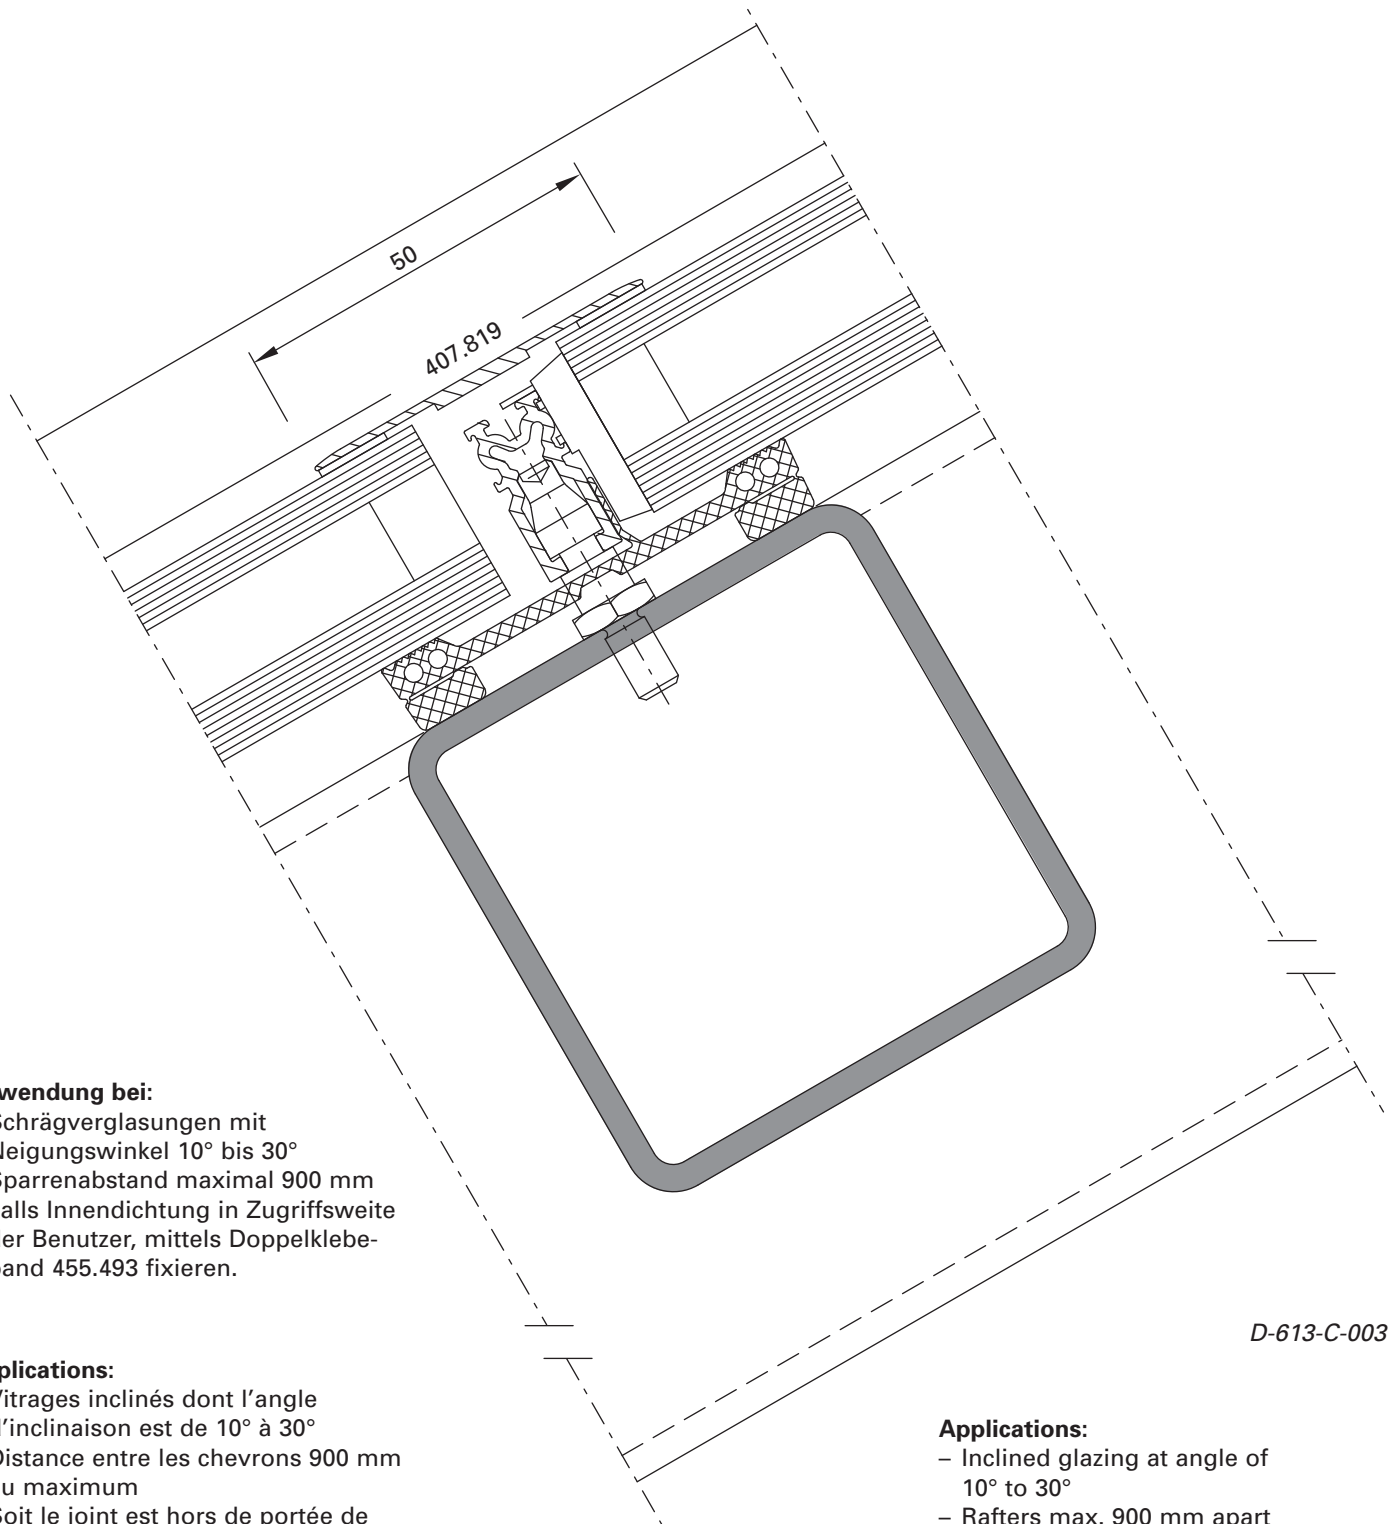 50
407.819
wendung bei:
Schrägverglasungen mit
Neigungswinkel 10° bis 30°
Sparrenabstand maximal 900 mm
alls Innendichtung in Zugriffsweite
er Benutzer, mittels Doppelklebe-
and 455.493 fixieren.
D-613-C-003
plications:
Vitrages inclinés dont l’angle
l’inclinaison est de 10° à 30°
Distance entre les chevrons 900 mm
u maximum
Soit le joint est hors de portée de
Applications:
– Inclined glazing at angle of
10° to 30°
– Rafters max. 900 mm apart